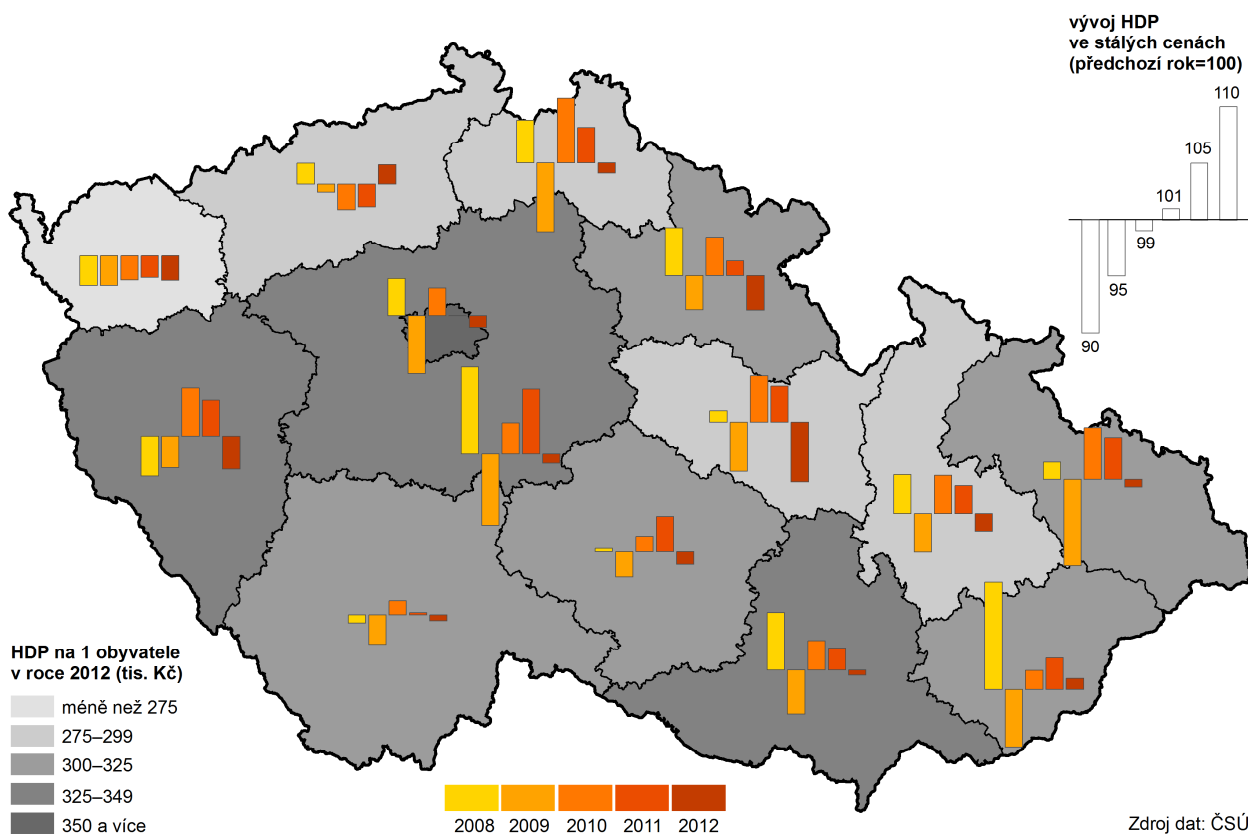 vývoj HDP
ve stálých cenách
(předchozí rok=100)
110
105
101
99
95
90
HDP na 1 obyvatele
v roce 2012 (tis. Kč)
méně než 275
275–299
300–325
325–349
350 a více
2008 2009 2010 2011 2012
Zdroj dat: ČSÚ